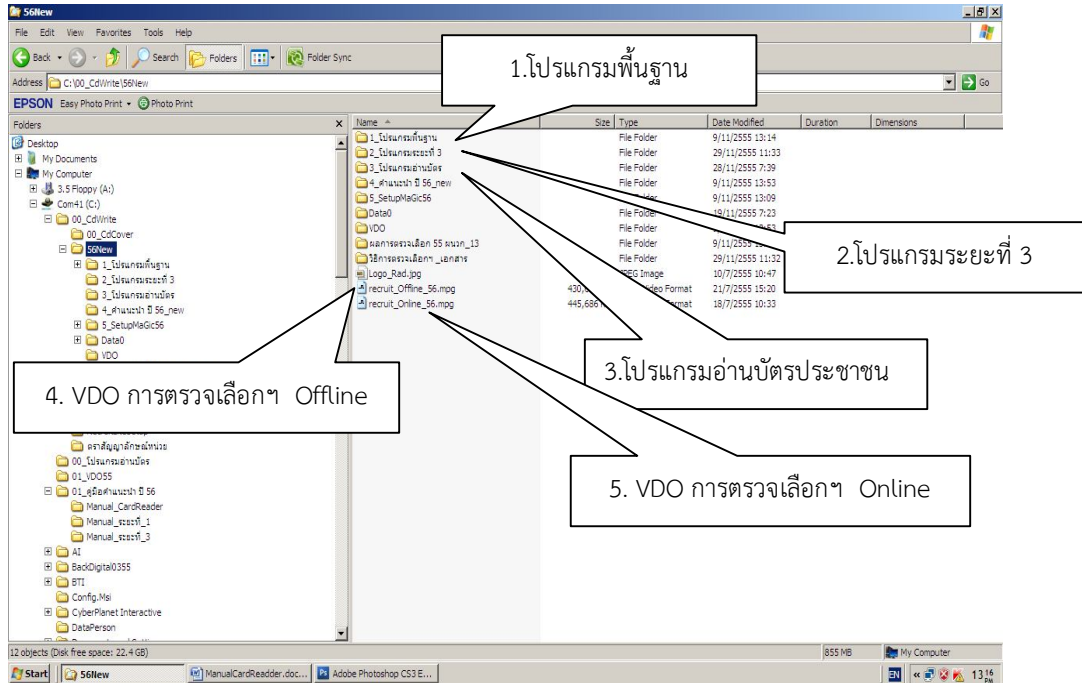 56New
File Edit View Favorites Tools Help
Back Search Folders Folder Sync
Address C:\00_CdWrite\56New Go
EPSON Easy Photo Print Photo Print
1.โปรแกรมพื้นฐาน
Folders X Name Size Type Date Modified Duration Dimensions
Desktop
My Documents
My Computer
3.5 Floppy (A:)
Com41 (C:)
00_CdWrite
00_CdCover
56New
1_โปรแกรมพื้นฐาน
2_โปรแกรมระยะที่ 3
3_โปรแกรมอ่านบัตร
4_คำแนะนำ ปี 56_new
5_SetupMaGic56
Data0
VDO
1_โปรแกรมพื้นฐาน File Folder 9/11/2555 13:14
2_โปรแกรมระยะที่ 3 File Folder 29/11/2555 11:33
3_โปรแกรมอ่านบัตร File Folder 28/11/2555 7:39
4_คำแนะนำ ปี 56_new File Folder 9/11/2555 13:53
5_SetupMaGic56 Folder 9/11/2555 13:09
Data0 File Folder 19/11/2555 7:23
VDO File Folder
ผลการตรวจเลือก 55 ผนวก_13 File Folder 9/11/2555
วิธีการตรวจเลือกฯ _เอกสาร File Folder 29/11/2555 11:32
Logo_Rad.jpg JPEG Image 10/7/2555 10:47
recruit_Offline_56.mpg 430, Video Format 21/7/2555 15:20
recruit_Online_56.mpg 445,686 Format 18/7/2555 10:33
2.โปรแกรมระยะที่ 3
3.โปรแกรมอ่านบัตรประชาชน
4. VDO การตรวจเลือกฯ Offline
5. VDO การตรวจเลือกฯ Online
ตราสัญญาลักษณ์หน่วย
00_โปรแกรมอ่านบัตร
01_VDO55
01_คู่มือคำแนะนำ ปี 56
Manual_CardReader
Manual_ระยะที่_1
Manual_ระยะที่_3
AI
BackDigital0355
BTI
Config.Msi
CyberPlanet Interactive
DataPerson
12 objects (Disk free space: 22.4 GB) 855 MB My Computer
Start 56New ManualCardReadder.doc... Adobe Photoshop CS3 E... EN 13 16 PM